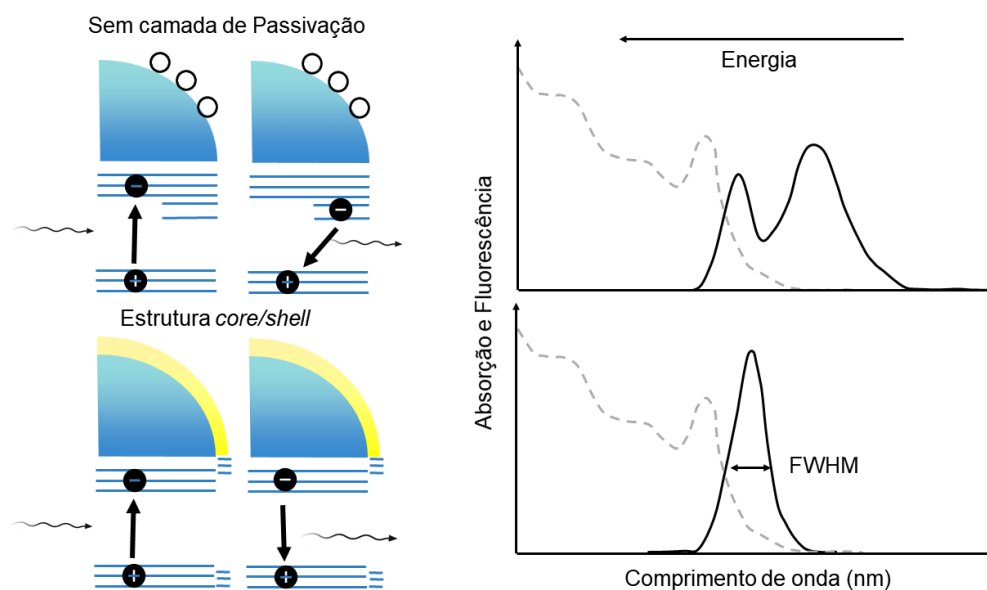 Sem camada de Passivação
Estrutura core/shell
Energia
Absorção e Fluorescência
FWHM
Comprimento de onda (nm)